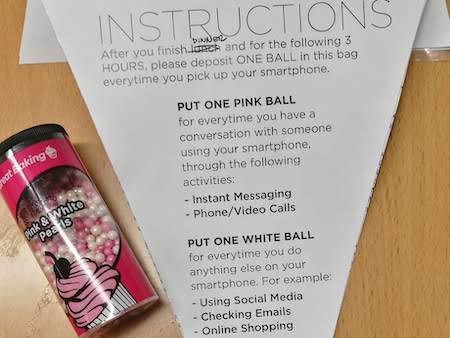 INSTRUCTIONS
DINNER
After you finish lunch and for the following 3
HOURS, please deposit ONE BALL in this bag
everytime you pick up your smartphone.
PUT ONE PINK BALL
for everytime you have a
conversation with someone
using your smartphone,
through the following
activities:
- Instant Messaging
- Phone/Video Calls
PUT ONE WHITE BALL
for everytime you do
anything else on your
smartphone. For example:
- Using Social Media
- Checking Emails
- Online Shopping
Great Baking
Pink & White
Pearls